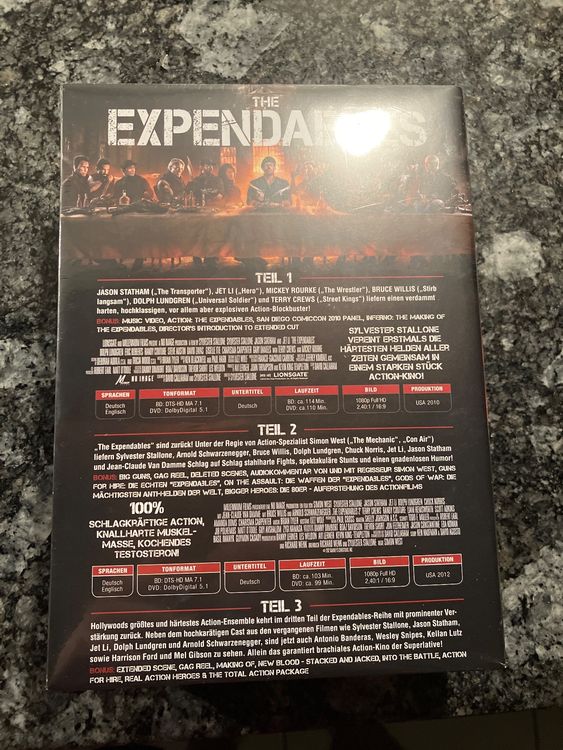 THE
EXPENDABLES
TEIL 1
JASON STATHAM („The Transporter“), JET LI („Hero“), MICKEY ROURKE („The Wrestler“), BRUCE WILLIS („Stirb
langsam“), DOLPH LUNDGREN („Universal Soldier“) und TERRY CREWS („Street Kings“) liefern einen verdammt
harten, hochklassigen, vor allem aber explosiven Action-Blockbuster!
BONUS: MUSIC VIDEO, ACTION: THE EXPENDABLES, SAN DIEGO COMICCON 2010 PANEL, INFERNO: THE MAKING OF
THE EXPENDABLES, DIRECTOR'S INTRODUCTION TO EXTENDED CUT
SYLVESTER STALLONE
VEREINT ERSTMALS DIE
HÄRTESTEN HELDEN ALLER
ZEITEN GEMEINSAM IN
EINEM STARKEN STÜCK
ACTION-KINO!
NU IMAGE
LIONSGATE
SPRACHEN TONFORMAT UNTERTITEL LAUFZEIT BILD PRODUKTION
Deutsch BD: DTS-HD MA 7.1 Deutsch BD: ca. 114 Min. 1080p Full HD USA 2010
Englisch DVD: DolbyDigital 5.1 DVD: ca. 110 Min. 2,40:1 / 16:9
TEIL 2
„The Expendables“ sind zurück! Unter der Regie von Action-Spezialist Simon West („The Mechanic“, „Con Air“)
liefern Sylvester Stallone, Arnold Schwarzenegger, Bruce Willis, Dolph Lundgren, Chuck Norris, Jet Li, Jason Statham
und Jean-Claude Van Damme Schlag auf Schlag stahlharte Fights, spektakuläre Stunts und einen gnadenlosen Humor!
BONUS: BIG GUNS, GAG REEL, DELETED SCENES, AUDIOKOMMENTAR VON UND MIT REGISSEUR SIMON WEST, GUNS
FOR HIRE: DIE ECHTEN "EXPENDABLES", ON THE ASSAULT: DIE WAFFEN DER "EXPENDABLES", GODS OF WAR: DIE
MÄCHTIGSTEN ANTI-HELDEN DER WELT, BIGGER HEROES: DIE 80ER - AUFERSTEHUNG DES ACTIONFILMS
100%
SCHLAGKRÄFTIGE ACTION,
KNALLHARTE MUSKEL-
MASSE, KOCHENDES
TESTOSTERON!
SPRACHEN TONFORMAT UNTERTITEL LAUFZEIT BILD PRODUKTION
Deutsch BD: DTS-HD MA 7.1 Deutsch BD: ca. 103 Min. 1080p Full HD USA 2012
Englisch DVD: DolbyDigital 5.1 DVD: ca. 99 Min. 2,40:1 / 16:9
TEIL 3
Hollywoods größtes und härtestes Action-Ensemble kehrt im dritten Teil der Expendables-Reihe mit prominenter Ver-
stärkung zurück. Neben dem hochkarätigen Cast aus den vergangenen Filmen wie Sylvester Stallone, Jason Statham,
Jet Li, Dolph Lundgren und Arnold Schwarzenegger, sind jetzt auch Antonio Banderas, Wesley Snipes, Kellan Lutz
sowie Harrison Ford und Mel Gibson zu sehen. Allein das garantiert brachiales Action-Kino der Superlative!
BONUS: EXTENDED SCENE, GAG REEL, MAKING OF, NEW BLOOD - STACKED AND JACKED, INTO THE BATTLE, ACTION
FOR HIRE, REAL ACTION HEROES & THE TOTAL ACTION PACKAGE